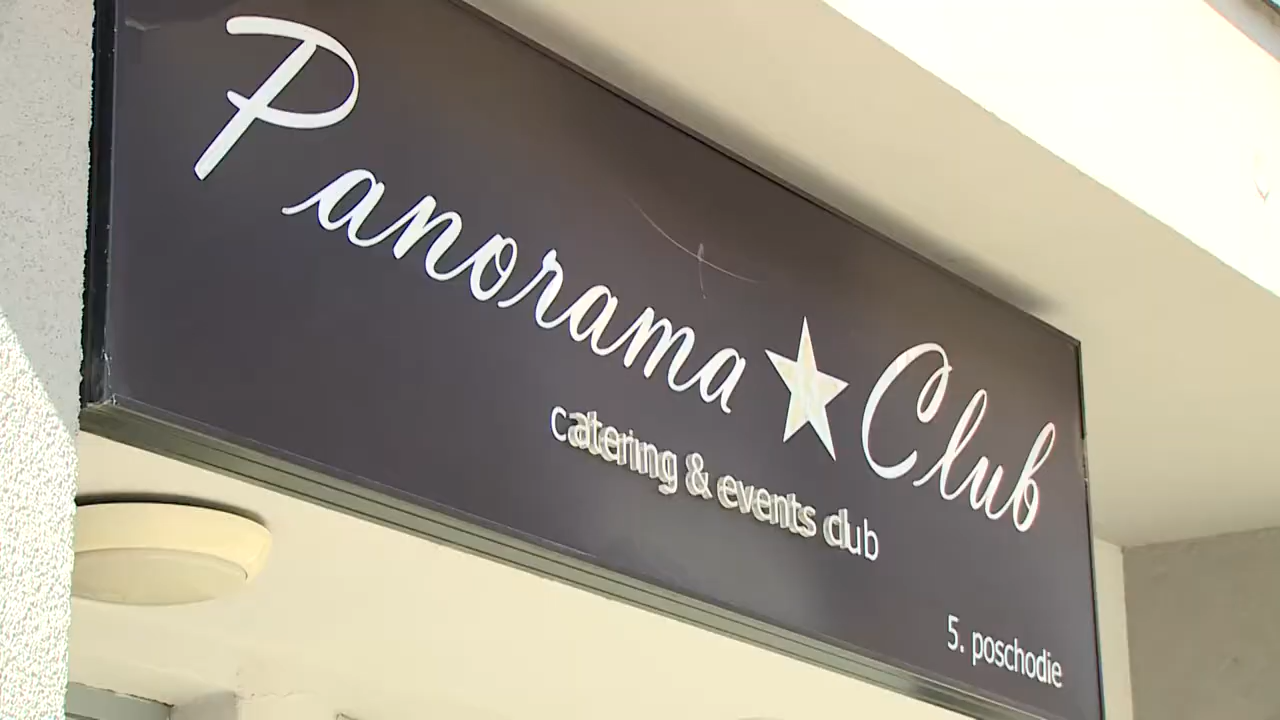 Panorama Club
catering & events club
5. poschodie